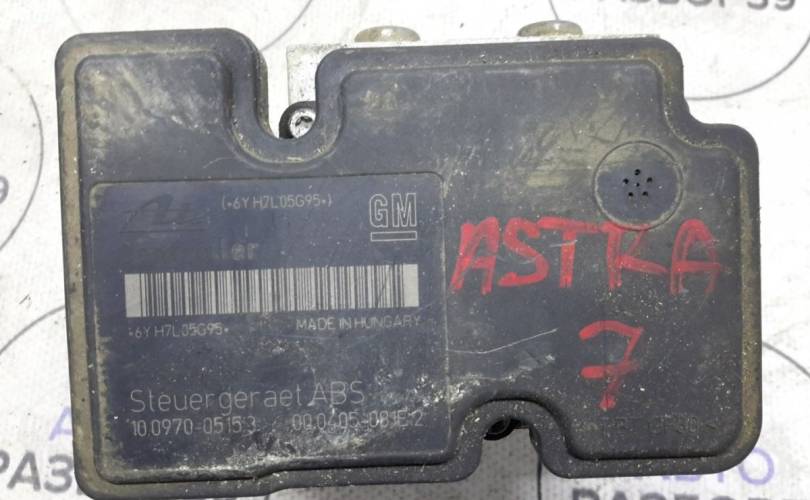 (*6Y H7L05G95*)
GM
ASTRA
7
*6Y H7L05G95*
MADE IN HUNGARY
Steuergeraet ABS
10.0970-0515.3 00.0405-081E.2